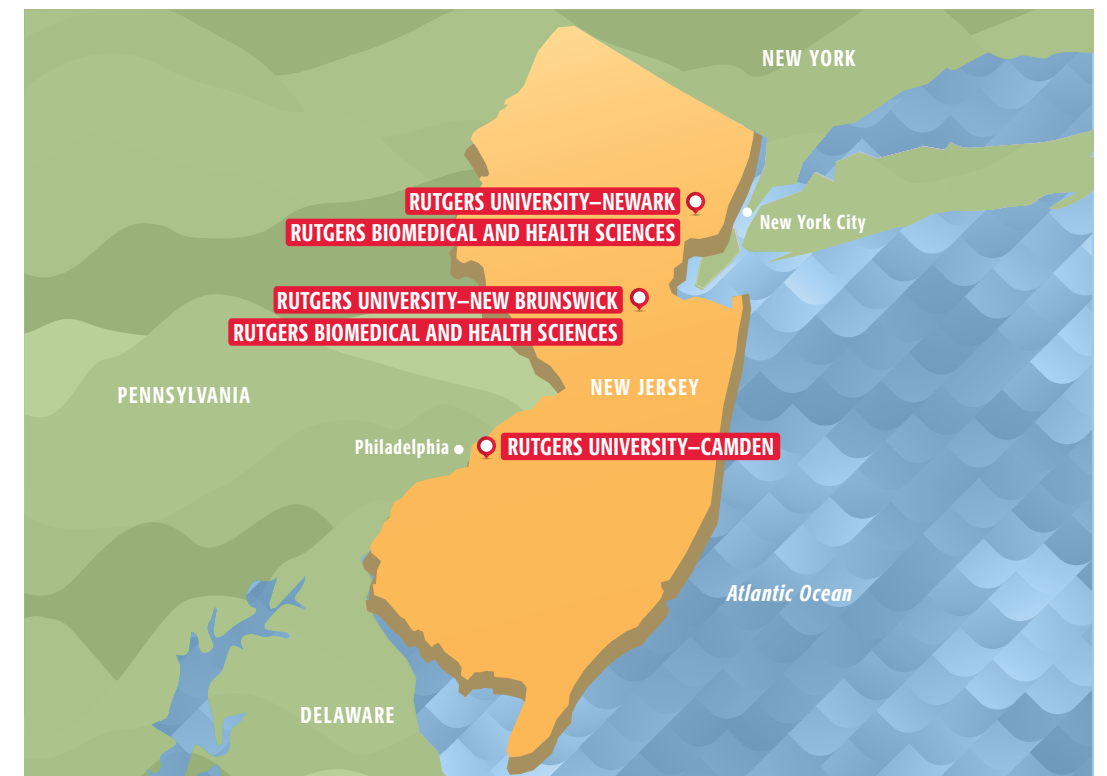 NEW YORK
RUTGERS UNIVERSITY–NEWARK
New York City
RUTGERS BIOMEDICAL AND HEALTH SCIENCES
RUTGERS UNIVERSITY–NEW BRUNSWICK
RUTGERS BIOMEDICAL AND HEALTH SCIENCES
NEW JERSEY
PENNSYLVANIA
Philadelphia
RUTGERS UNIVERSITY–CAMDEN
Atlantic Ocean
DELAWARE